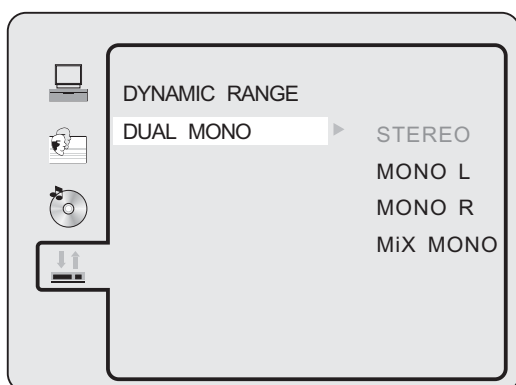 DYNAMIC RANGE
DUAL MONO
STEREO
MONO L
MONO R
MiX MONO